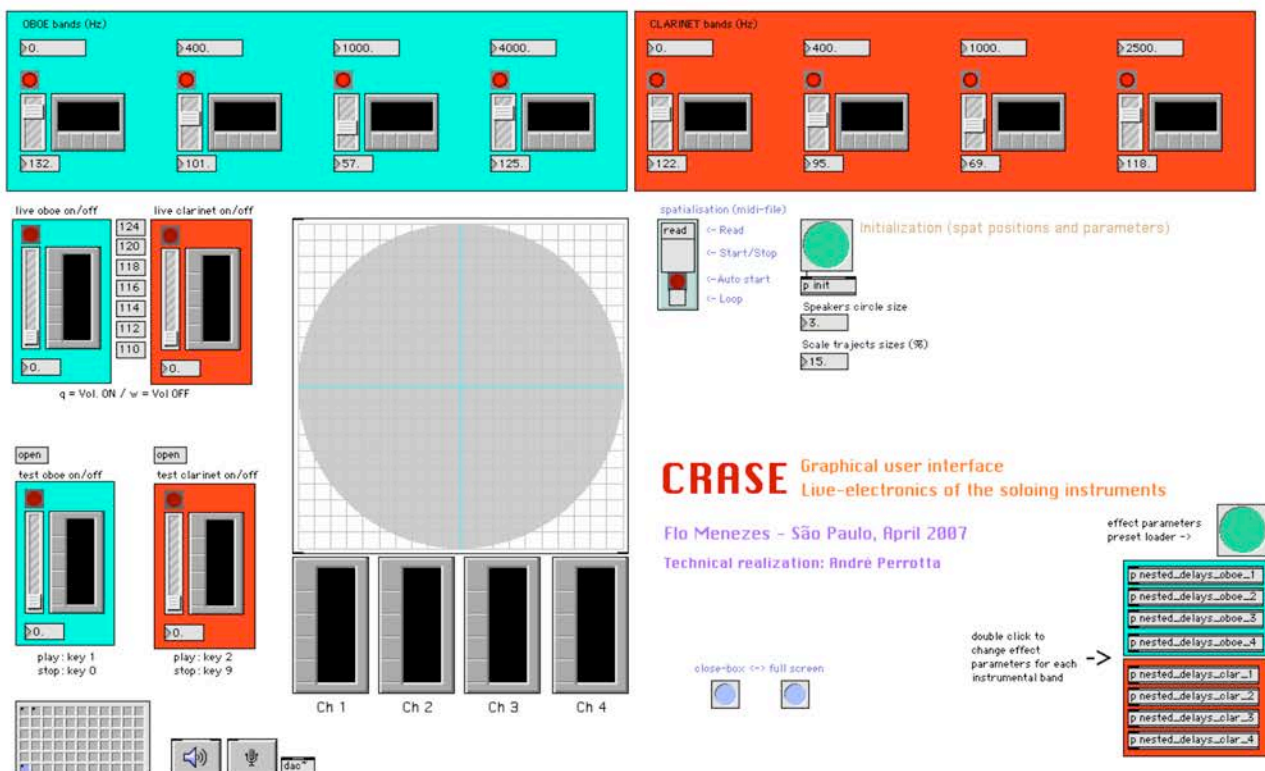 OBOE bands (Hz)
0. 400. 1000. 4000.
132. 101. 57. 125.
CLARINET bands (Hz)
0. 400. 1000. 2500.
122. 95. 69. 118.
live oboe on/off
live clarinet on/off
124
120
118
116
114
112
110
0.
0.
q = Vol. ON / w = Vol OFF
spatialisation (midi-file)
read
<- Read
<- Start/Stop
<-Auto start
<- Loop
Initialization (spat positions and parameters)
p init
Speakers circle size
3.
Scale trajects sizes (%)
15.
open
test oboe on/off
0.
play: key 1
stop: key 0
open
test clarinet on/off
0.
play: key 2
stop: key 9
Ch 1
Ch 2
Ch 3
Ch 4
CRASE
Graphical user interface
Live-electronics of the soloing instruments
Flo Menezes - São Paulo, April 2007
Technical realization: André Perrotta
effect parameters
preset loader ->
p nested_delays_oboe_1
p nested_delays_oboe_2
p nested_delays_oboe_3
p nested_delays_oboe_4
double click to
change effect
parameters for each
instrumental band
->
p nested_delays_clar_1
p nested_delays_clar_2
p nested_delays_clar_3
p nested_delays_clar_4
close-box <-> full screen
dac~